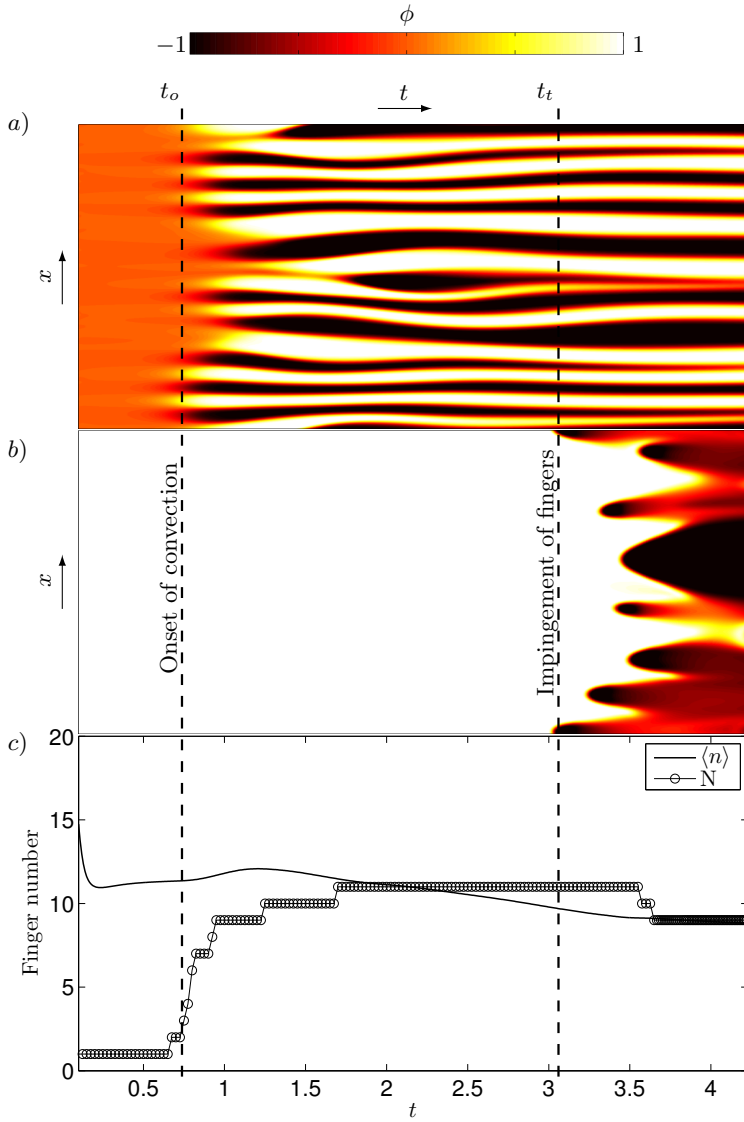 ϕ
−1
1
t_o
t
t_t
a)
x
b)
x
Onset of convection
Impingement of fingers
c)
20
15
10
5
0
Finger number
⟨n⟩
N
0.5
1
1.5
2
2.5
3
3.5
4
t